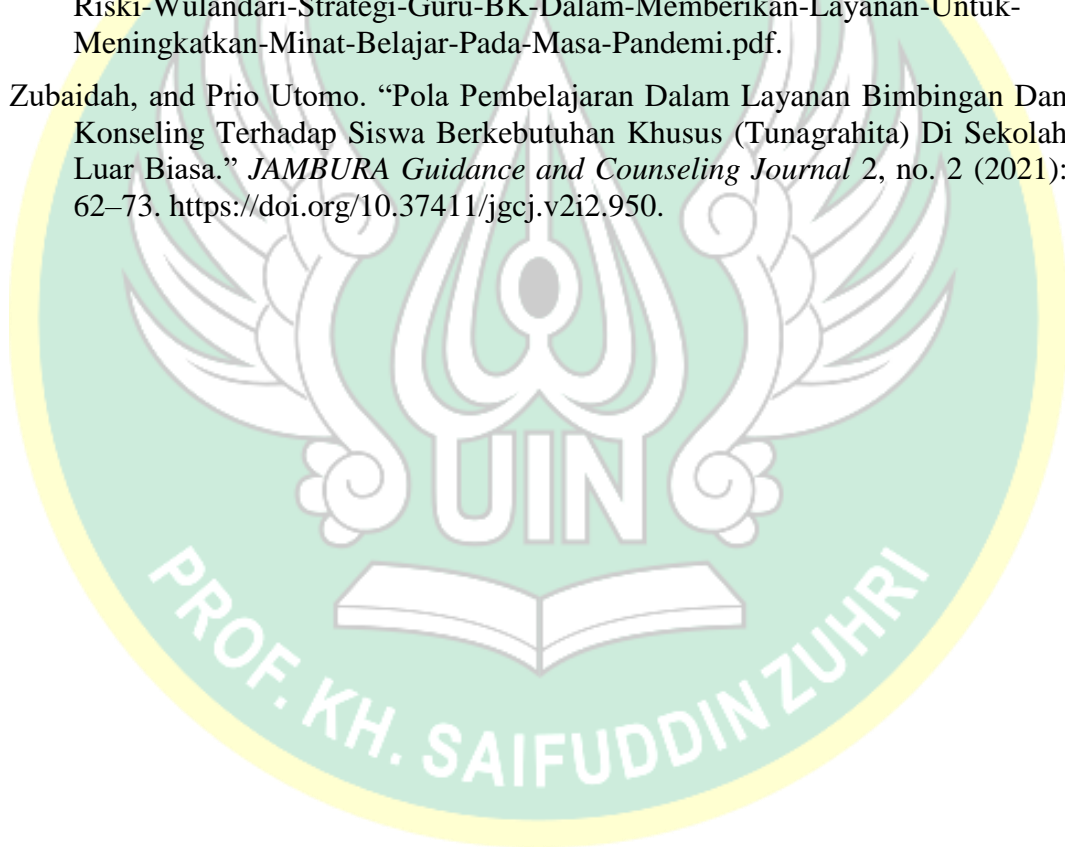 Riski-Wulandari-Strategi-Guru-BK-Dalam-Memberikan-Layanan-Untuk-
Meningkatkan-Minat-Belajar-Pada-Masa-Pandemi.pdf.
Zubaidah, and Prio Utomo. “Pola Pembelajaran Dalam Layanan Bimbingan Dan
Konseling Terhadap Siswa Berkebutuhan Khusus (Tunagrahita) Di Sekolah
Luar Biasa.” JAMBURA Guidance and Counseling Journal 2, no. 2 (2021):
62–73. https://doi.org/10.37411/jgcj.v2i2.950.
UIN
PROF. KH. SAIFUDDIN ZUHRI